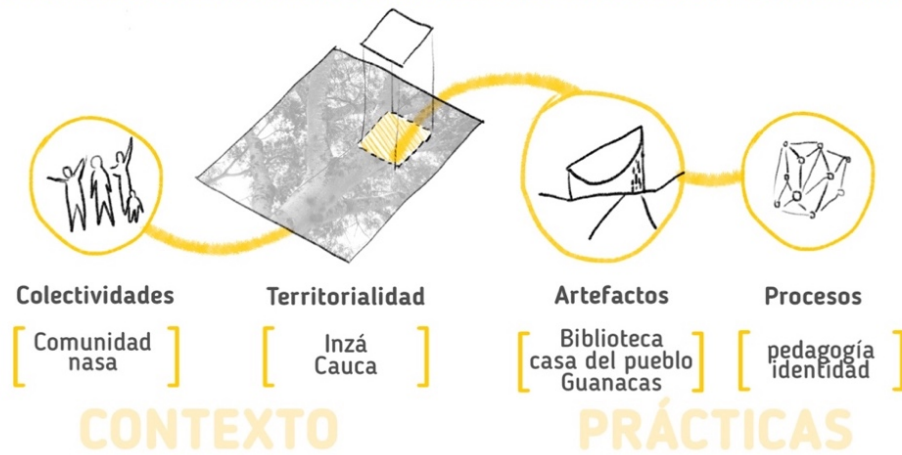 Colectividades
Territorialidad
Artefactos
Procesos
Comunidad
nasa
Inzá
Cauca
Biblioteca
casa del pueblo
Guanacas
pedagogía
identidad
CONTEXTO
PRÁCTICAS